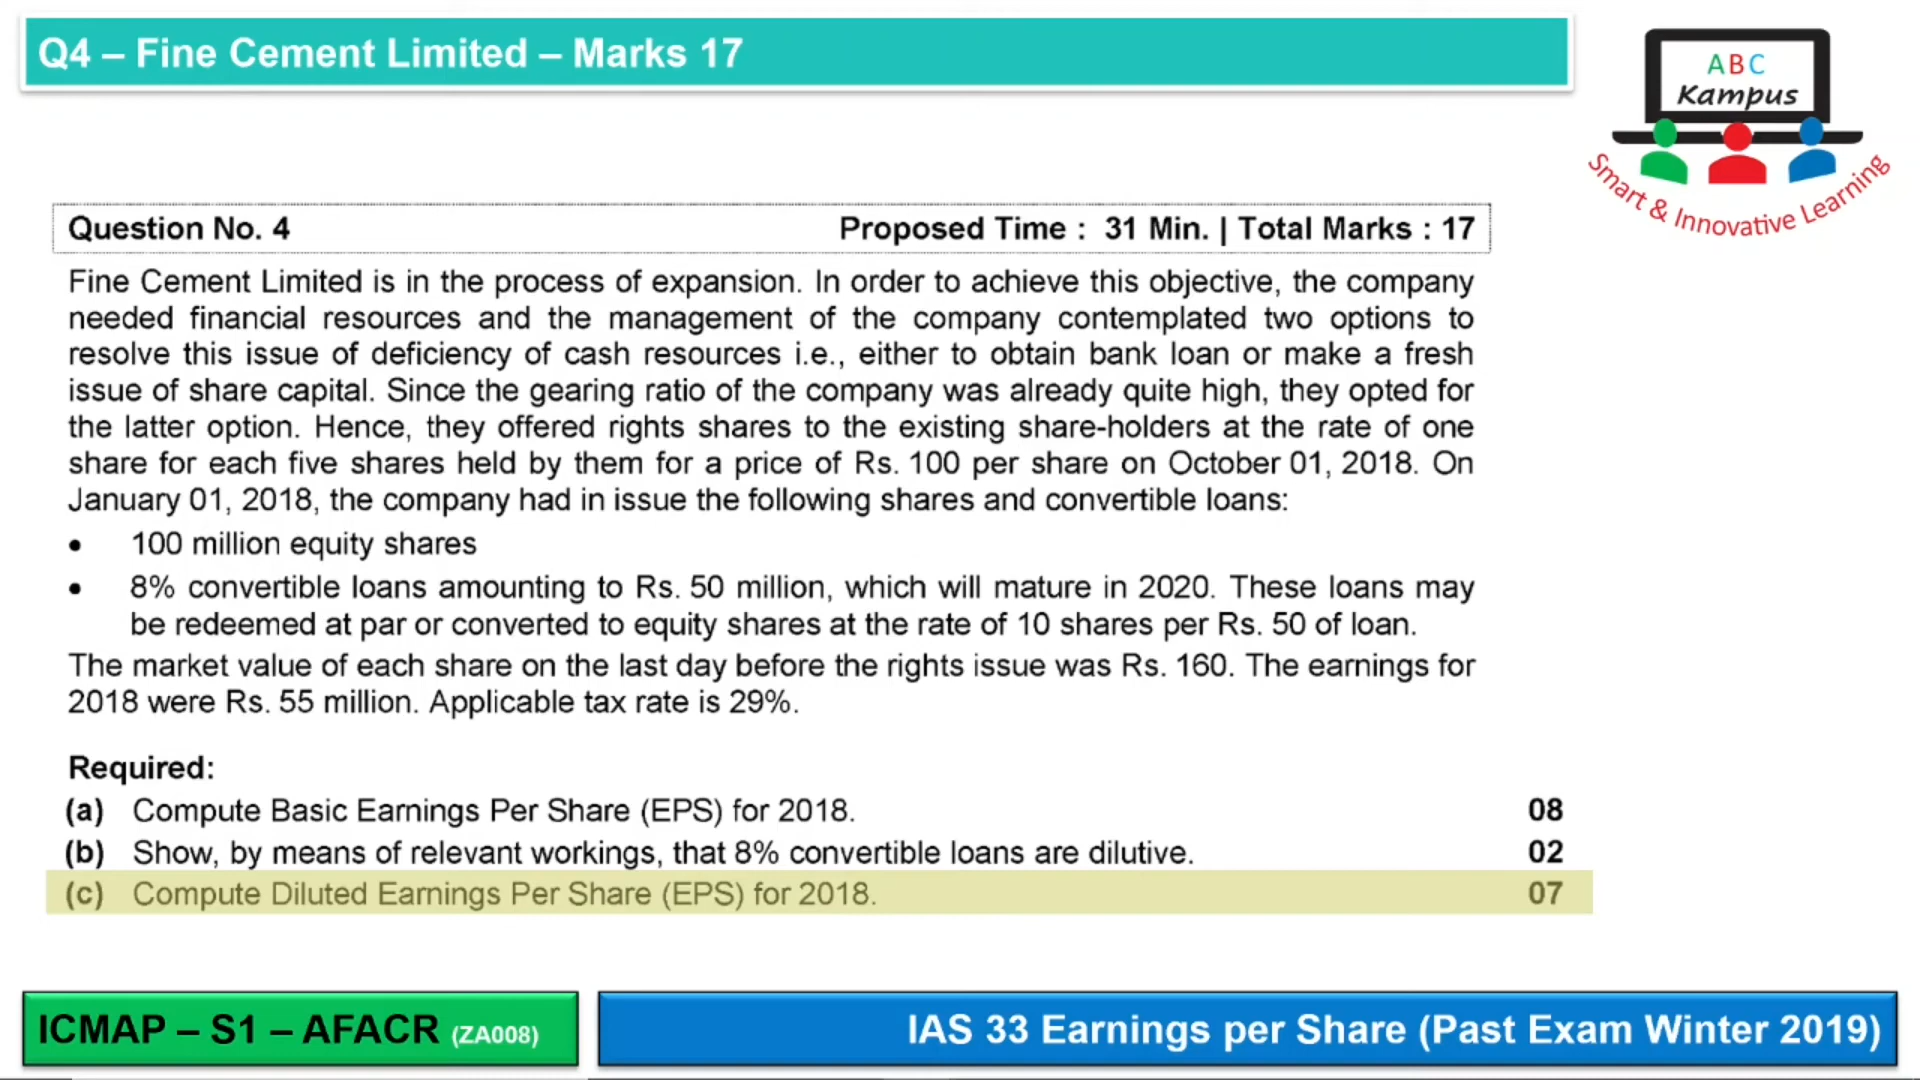 Q4 – Fine Cement Limited – Marks 17
ABC
Kampus
Smart & Innovative Learning
Question No. 4 Proposed Time : 31 Min. | Total Marks : 17
Fine Cement Limited is in the process of expansion. In order to achieve this objective, the company
needed financial resources and the management of the company contemplated two options to
resolve this issue of deficiency of cash resources i.e., either to obtain bank loan or make a fresh
issue of share capital. Since the gearing ratio of the company was already quite high, they opted for
the latter option. Hence, they offered rights shares to the existing share-holders at the rate of one
share for each five shares held by them for a price of Rs. 100 per share on October 01, 2018. On
January 01, 2018, the company had in issue the following shares and convertible loans:
• 100 million equity shares
• 8% convertible loans amounting to Rs. 50 million, which will mature in 2020. These loans may
be redeemed at par or converted to equity shares at the rate of 10 shares per Rs. 50 of loan.
The market value of each share on the last day before the rights issue was Rs. 160. The earnings for
2018 were Rs. 55 million. Applicable tax rate is 29%.
Required:
(a) Compute Basic Earnings Per Share (EPS) for 2018. 08
(b) Show, by means of relevant workings, that 8% convertible loans are dilutive. 02
(c) Compute Diluted Earnings Per Share (EPS) for 2018. 07
ICMAP – S1 – AFACR (ZA008)
IAS 33 Earnings per Share (Past Exam Winter 2019)